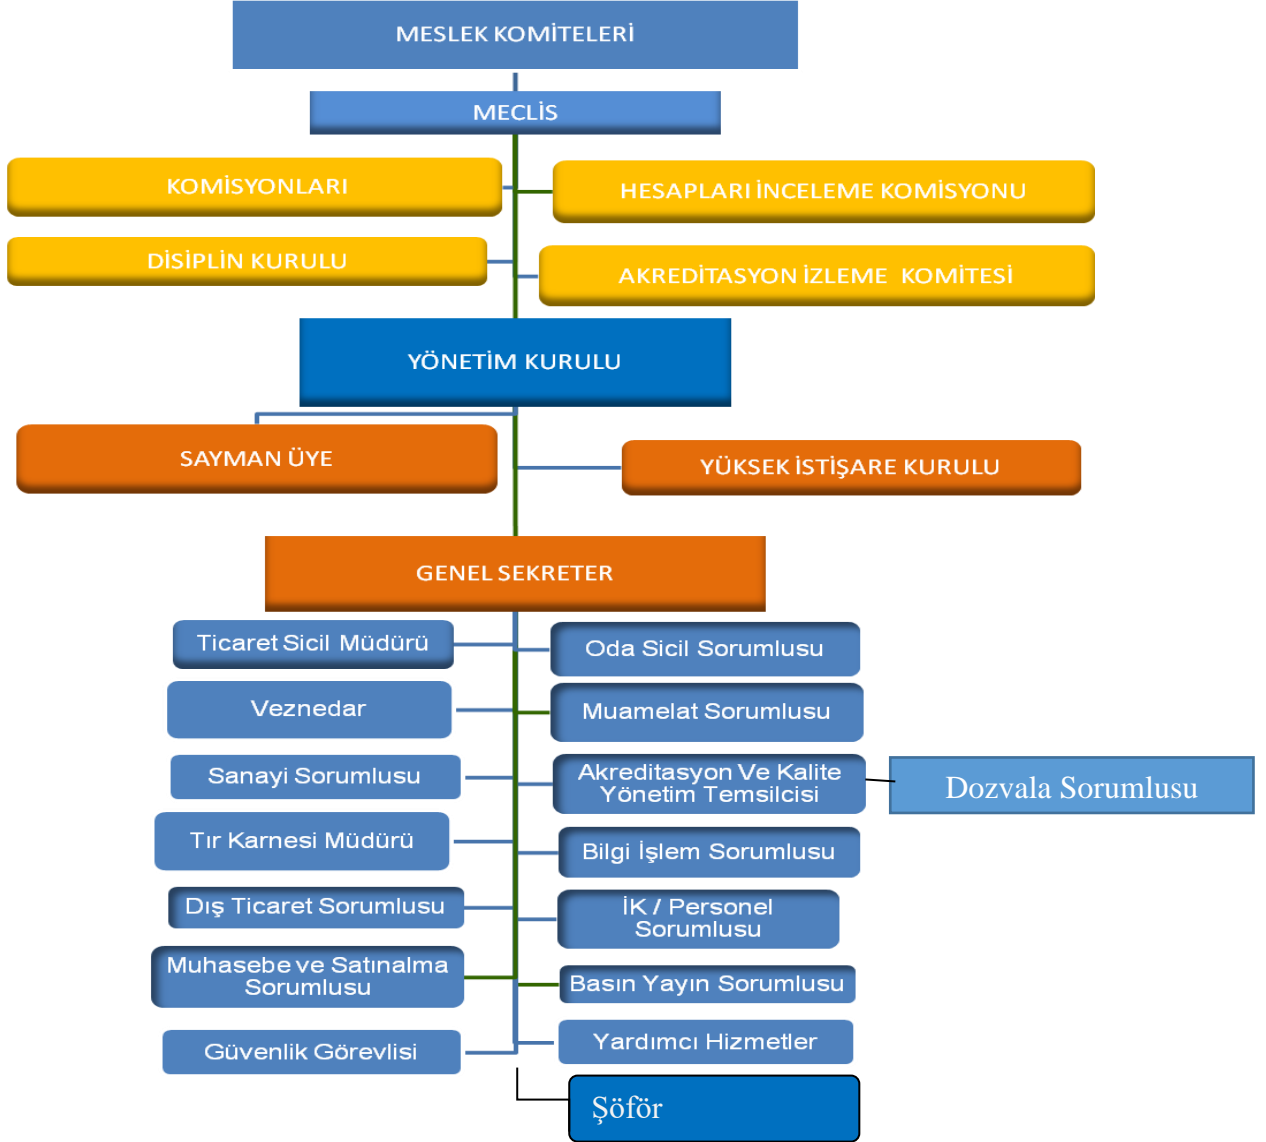 MESLEK KOMİTELERİ
MECLİS
KOMİSYONLARI
HESAPLARI İNCELEME KOMİSYONU
DİSİPLİN KURULU
AKREDİTASYON İZLEME KOMİTESİ
YÖNETİM KURULU
SAYMAN ÜYE
YÜKSEK İSTİŞARE KURULU
GENEL SEKRETER
Ticaret Sicil Müdürü
Oda Sicil Sorumlusu
Veznedar
Muamelat Sorumlusu
Sanayi Sorumlusu
Akreditasyon Ve Kalite
Yönetim Temsilcisi
Dozvala Sorumlusu
Tır Karnesi Müdürü
Bilgi İşlem Sorumlusu
Dış Ticaret Sorumlusu
İK / Personel
Sorumlusu
Muhasebe ve Satınalma
Sorumlusu
Basın Yayın Sorumlusu
Güvenlik Görevlisi
Yardımcı Hizmetler
Şöför